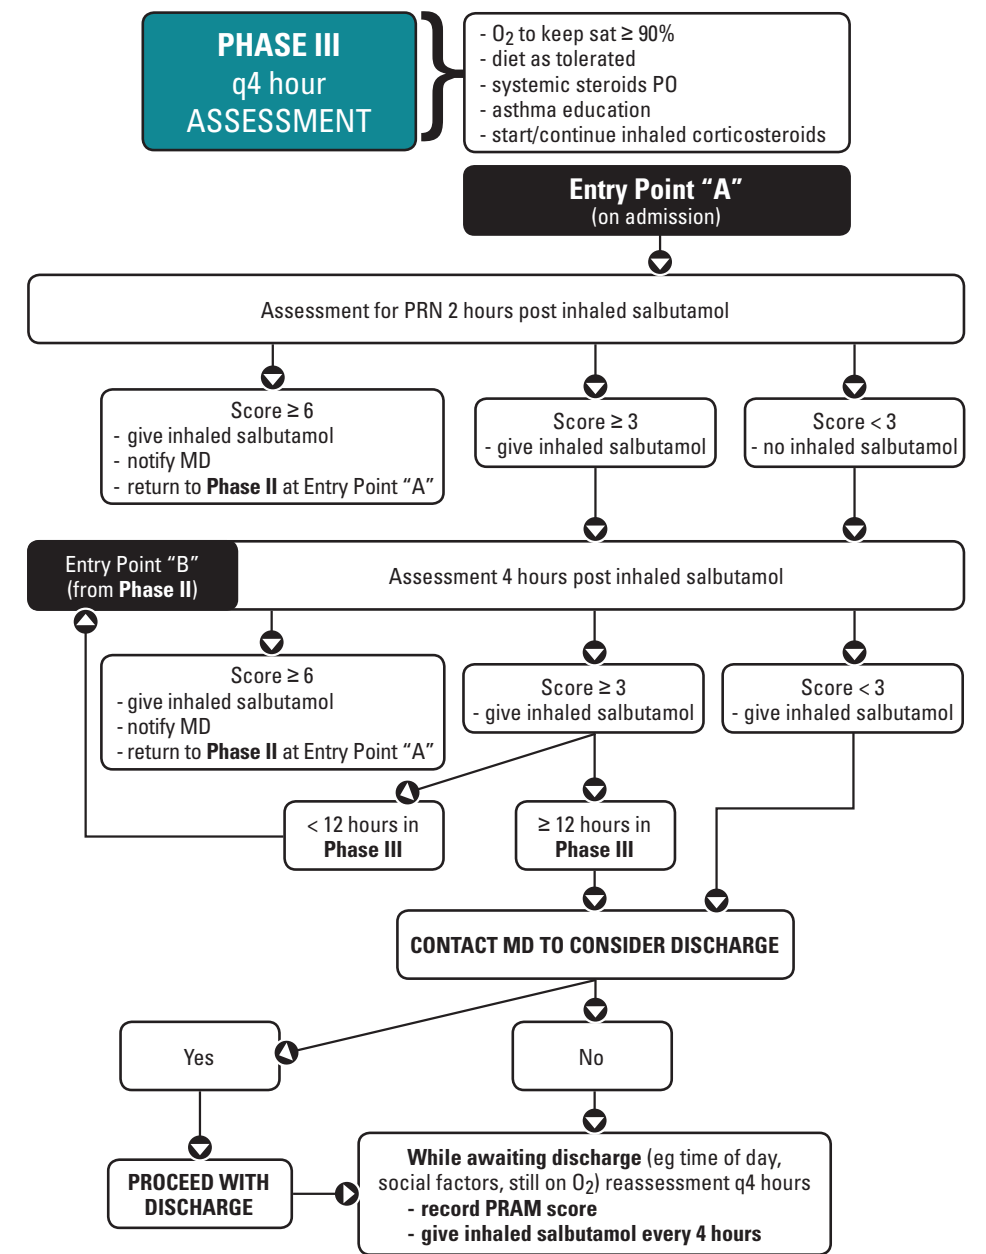 PHASE III
q4 hour
ASSESSMENT
- O2 to keep sat ≥ 90%
- diet as tolerated
- systemic steroids PO
- asthma education
- start/continue inhaled corticosteroids
Entry Point “A”
(on admission)
Assessment for PRN 2 hours post inhaled salbutamol
Score ≥ 6
- give inhaled salbutamol
- notify MD
- return to Phase II at Entry Point “A”
Score ≥ 3
- give inhaled salbutamol
Score < 3
- no inhaled salbutamol
Entry Point “B”
(from Phase II)
Assessment 4 hours post inhaled salbutamol
Score ≥ 6
- give inhaled salbutamol
- notify MD
- return to Phase II at Entry Point “A”
Score ≥ 3
- give inhaled salbutamol
Score < 3
- give inhaled salbutamol
< 12 hours in
Phase III
≥ 12 hours in
Phase III
CONTACT MD TO CONSIDER DISCHARGE
Yes
No
PROCEED WITH
DISCHARGE
While awaiting discharge (eg time of day,
social factors, still on O2) reassessment q4 hours
- record PRAM score
- give inhaled salbutamol every 4 hours